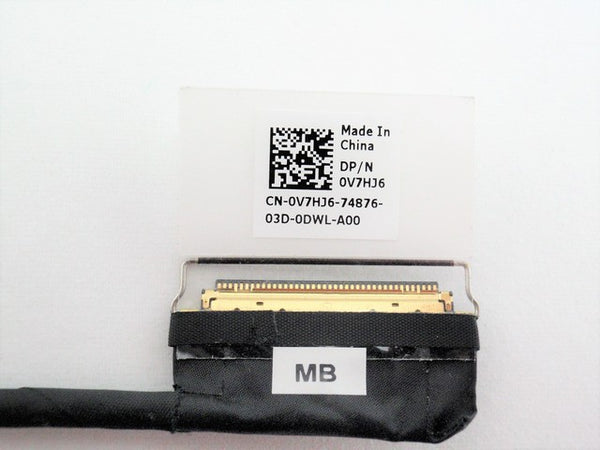 Made In
China
DP/N
0V7HJ6
CN-0V7HJ6-74876-
03D-0DWL-A00
MB